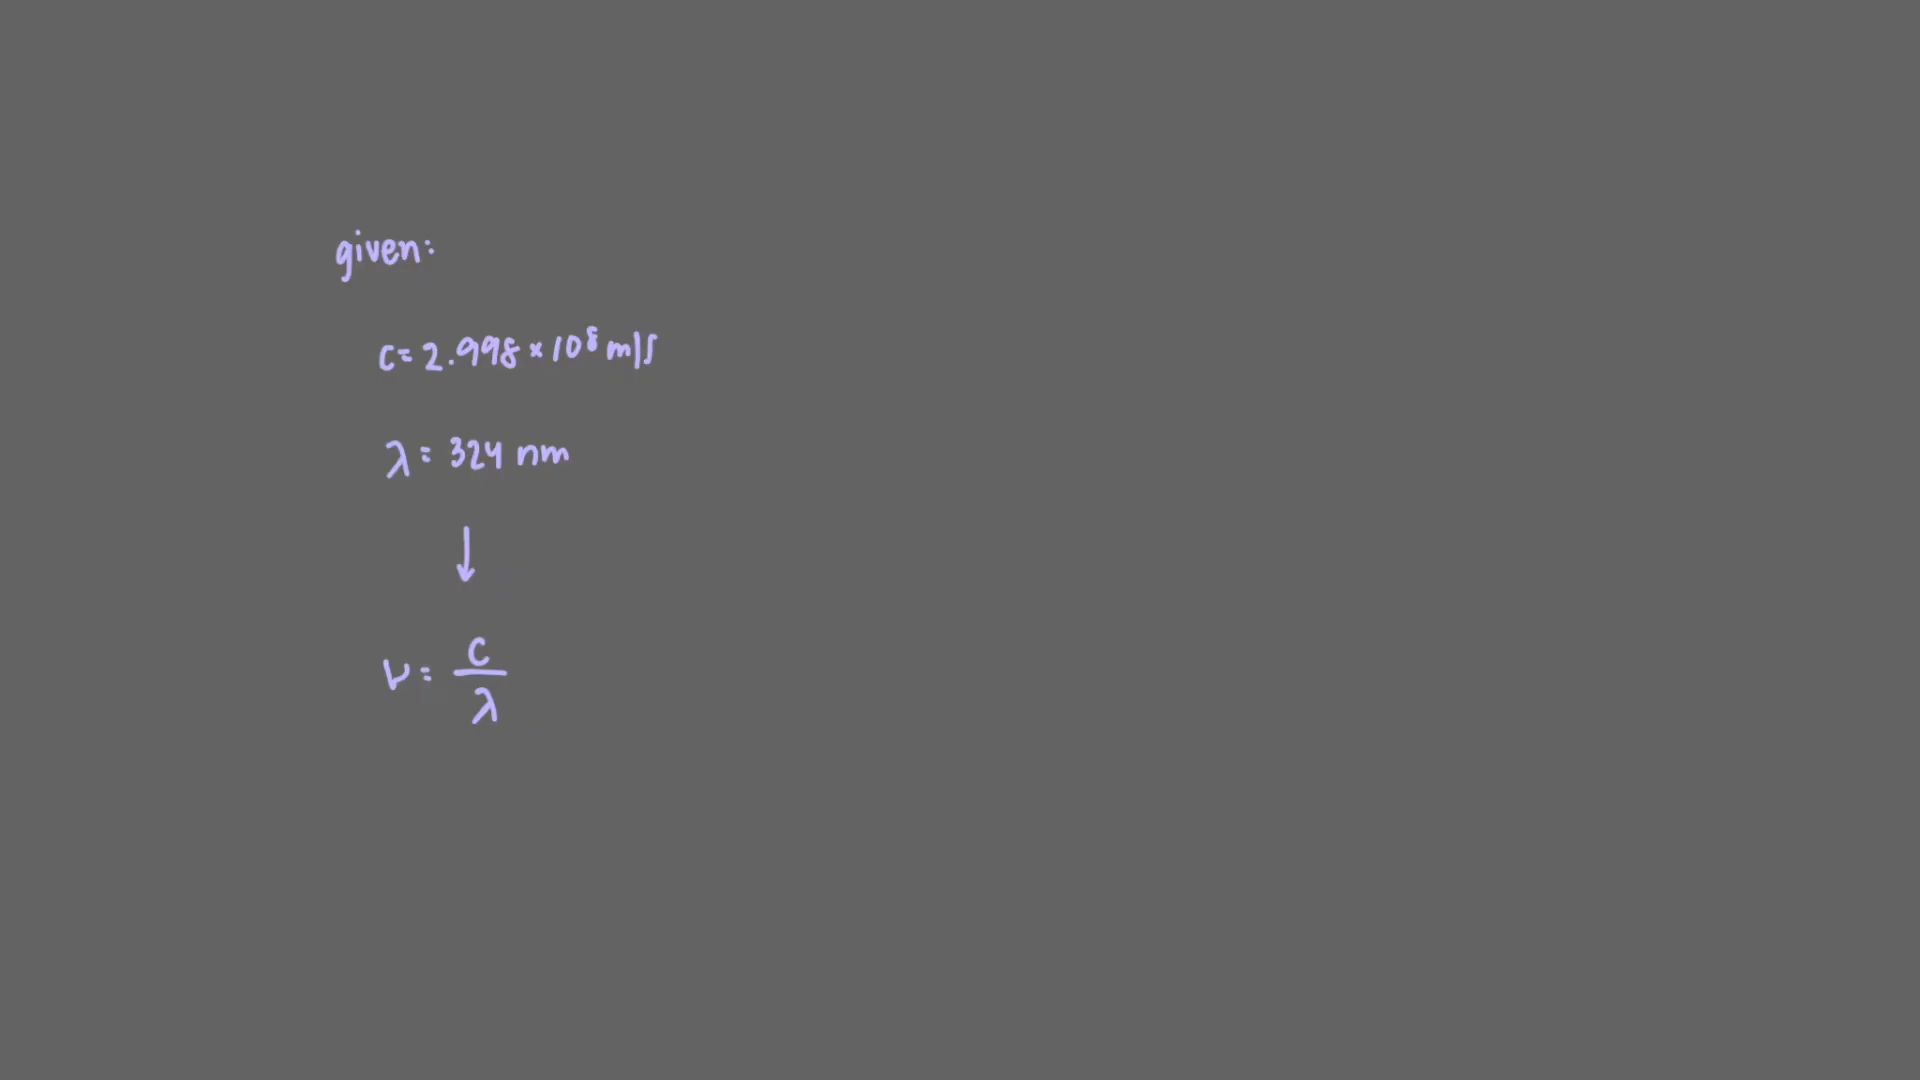 given:
c = 2.998 × 10⁸ m/s
λ = 324 nm
↓
ν = c/λ